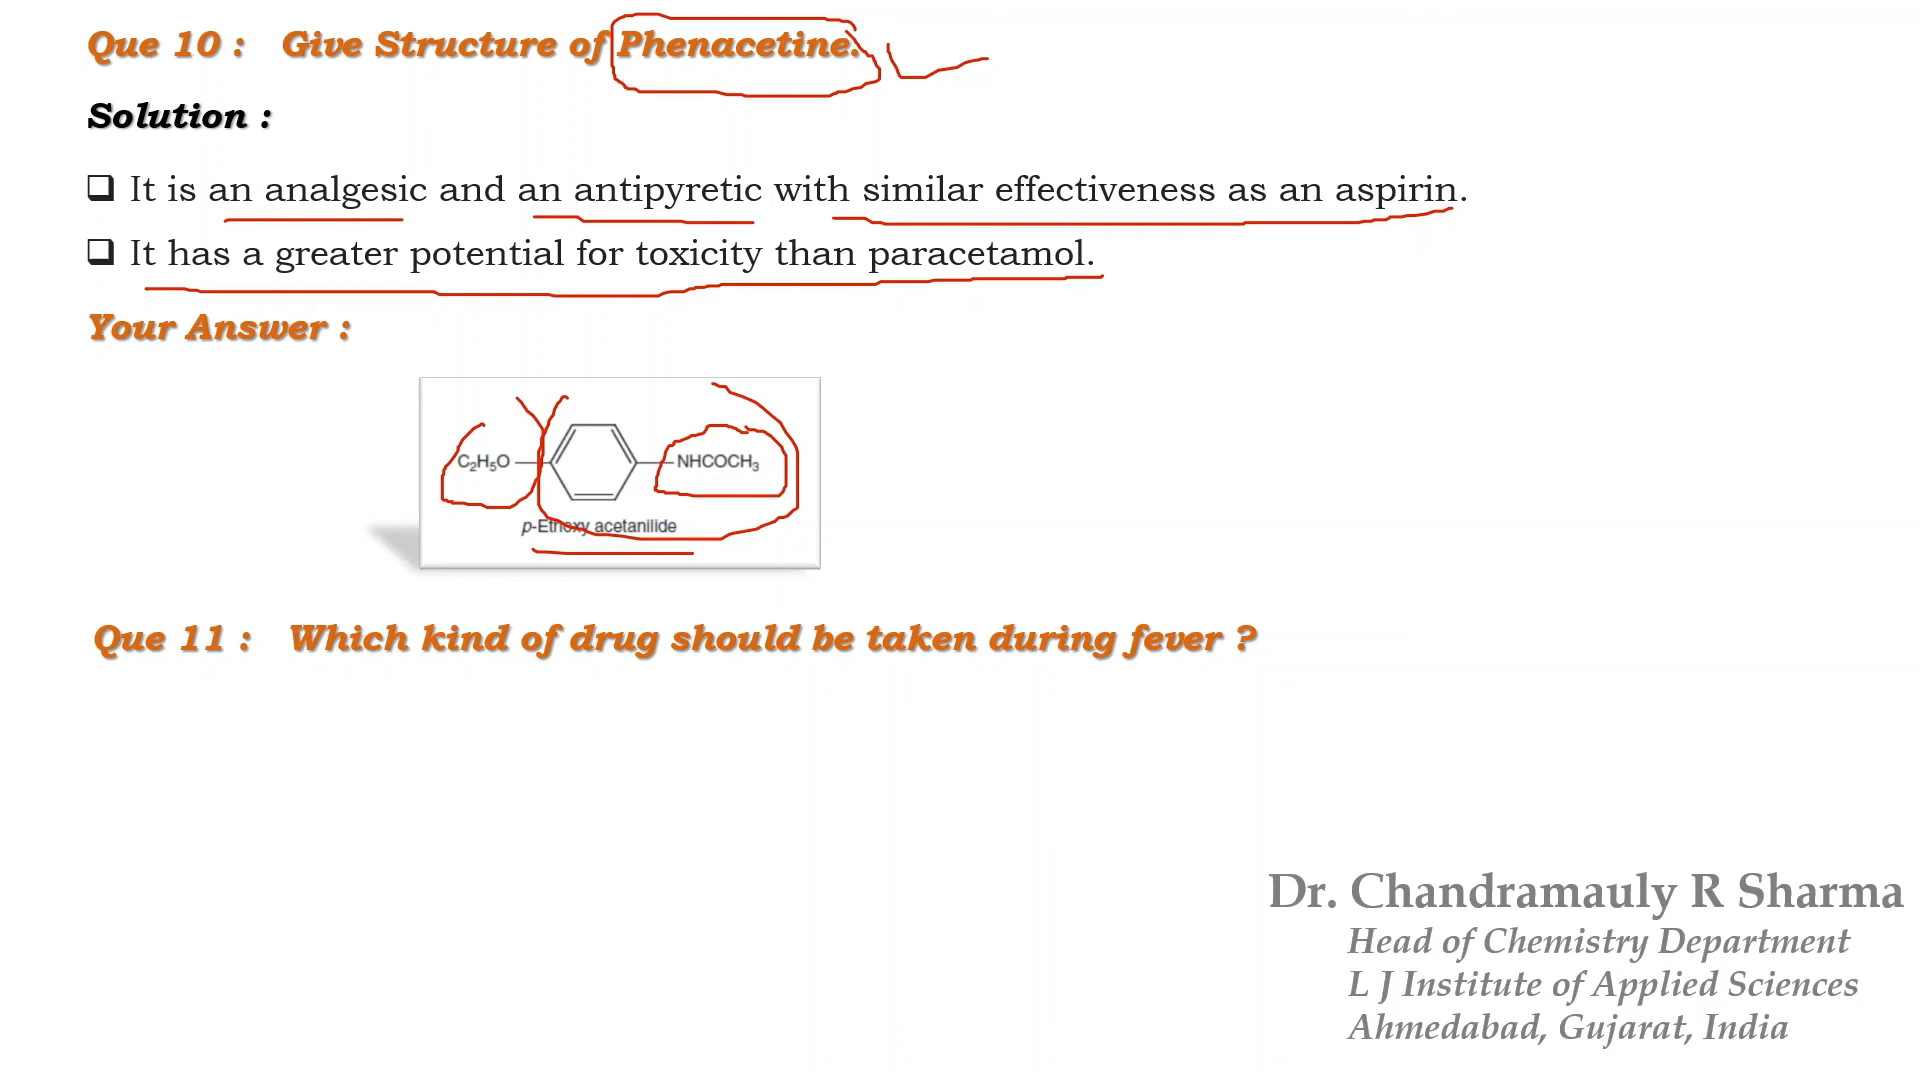 Que 10 : Give Structure of Phenacetine.
Solution :
❑ It is an analgesic and an antipyretic with similar effectiveness as an aspirin.
❑ It has a greater potential for toxicity than paracetamol.
Your Answer :
C₂H₅O NHCOCH₃
p-Ethoxy acetanilide
Que 11 : Which kind of drug should be taken during fever ?
Dr. Chandramauly R Sharma
Head of Chemistry Department
L J Institute of Applied Sciences
Ahmedabad, Gujarat, India